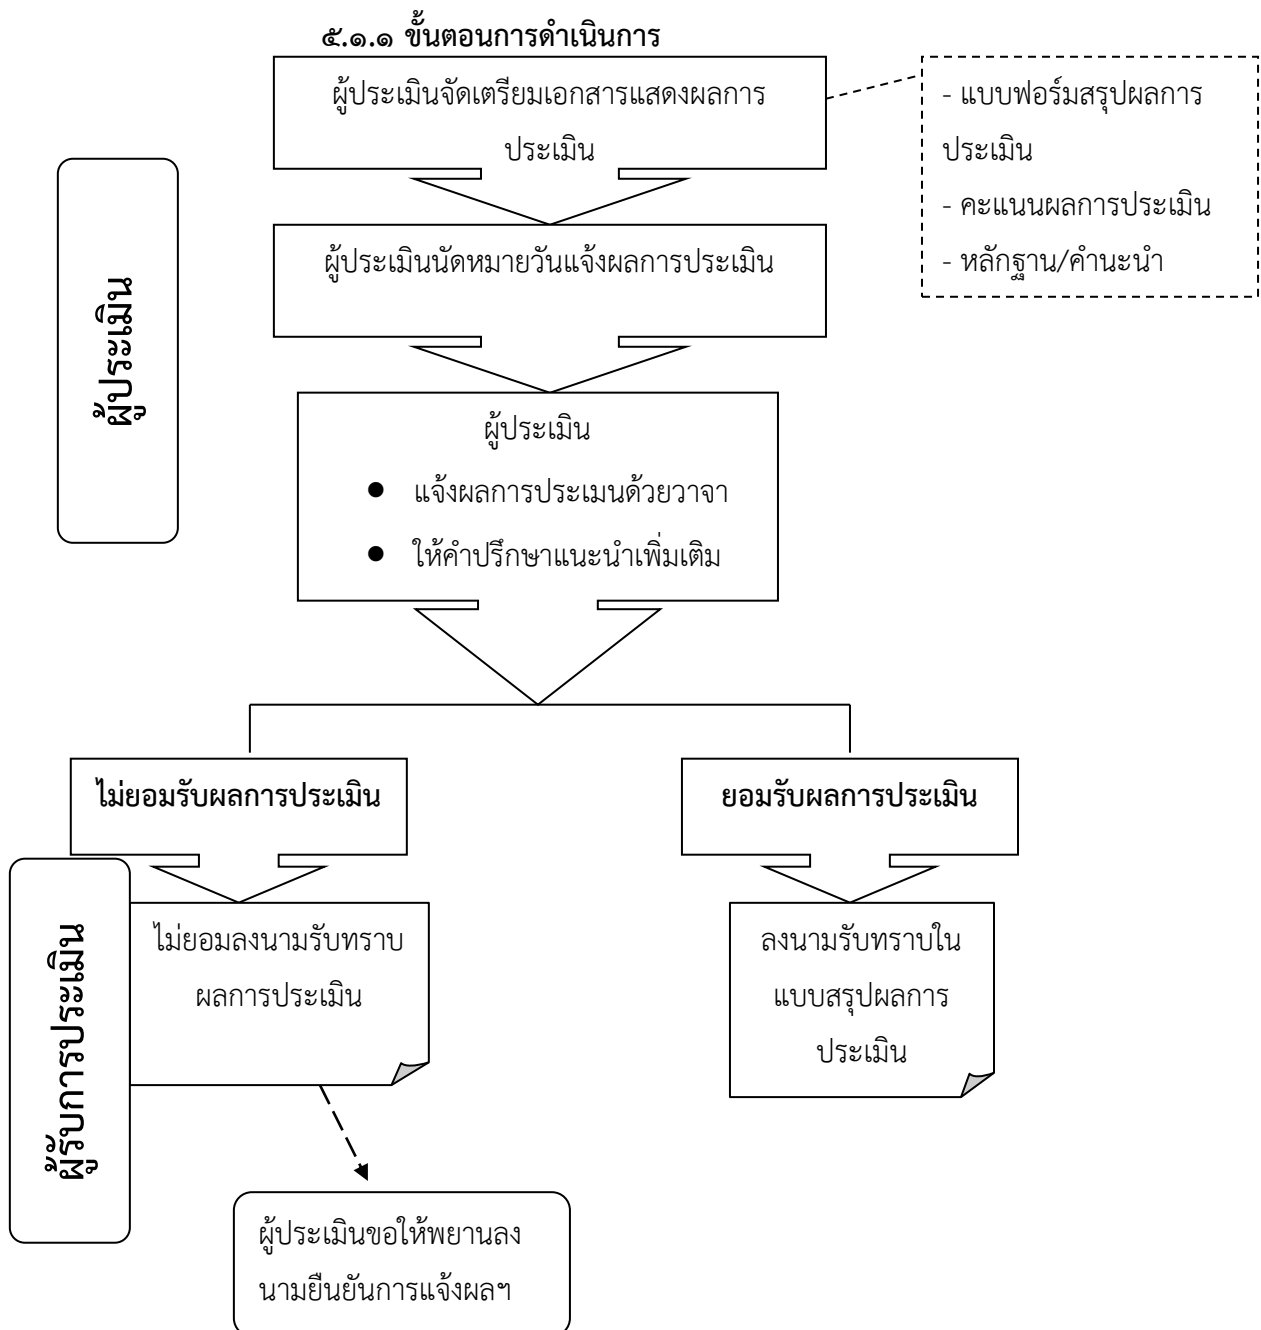 ๕.๑.๑ ขั้นตอนการดำเนินการ
ผู้ประเมินจัดเตรียมเอกสารแสดงผลการ
ประเมิน
- แบบฟอร์มสรุปผลการ
ประเมิน
- คะแนนผลการประเมิน
- หลักฐาน/คำนะนำ
ผู้ประเมินนัดหมายวันแจ้งผลการประเมิน
ผู้ประเมิน
ผู้ประเมิน
● แจ้งผลการประเมนด้วยวาจา
● ให้คำปรึกษาแนะนำเพิ่มเติม
ไม่ยอมรับผลการประเมิน
ยอมรับผลการประเมิน
ผู้รับการประเมิน
ไม่ยอมลงนามรับทราบ
ผลการประเมิน
ลงนามรับทราบใน
แบบสรุปผลการ
ประเมิน
ผู้ประเมินขอให้พยานลง
นามยืนยันการแจ้งผลฯ